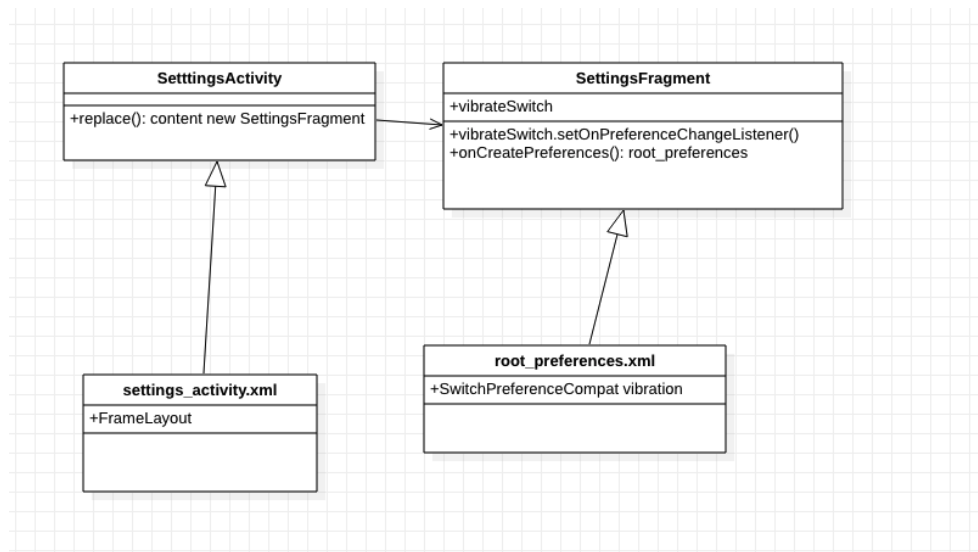 SetttingsActivity
+replace(): content new SettingsFragment
SettingsFragment
+vibrateSwitch
+vibrateSwitch.setOnPreferenceChangeListener()
+onCreatePreferences(): root_preferences
settings_activity.xml
+FrameLayout
root_preferences.xml
+SwitchPreferenceCompat vibration